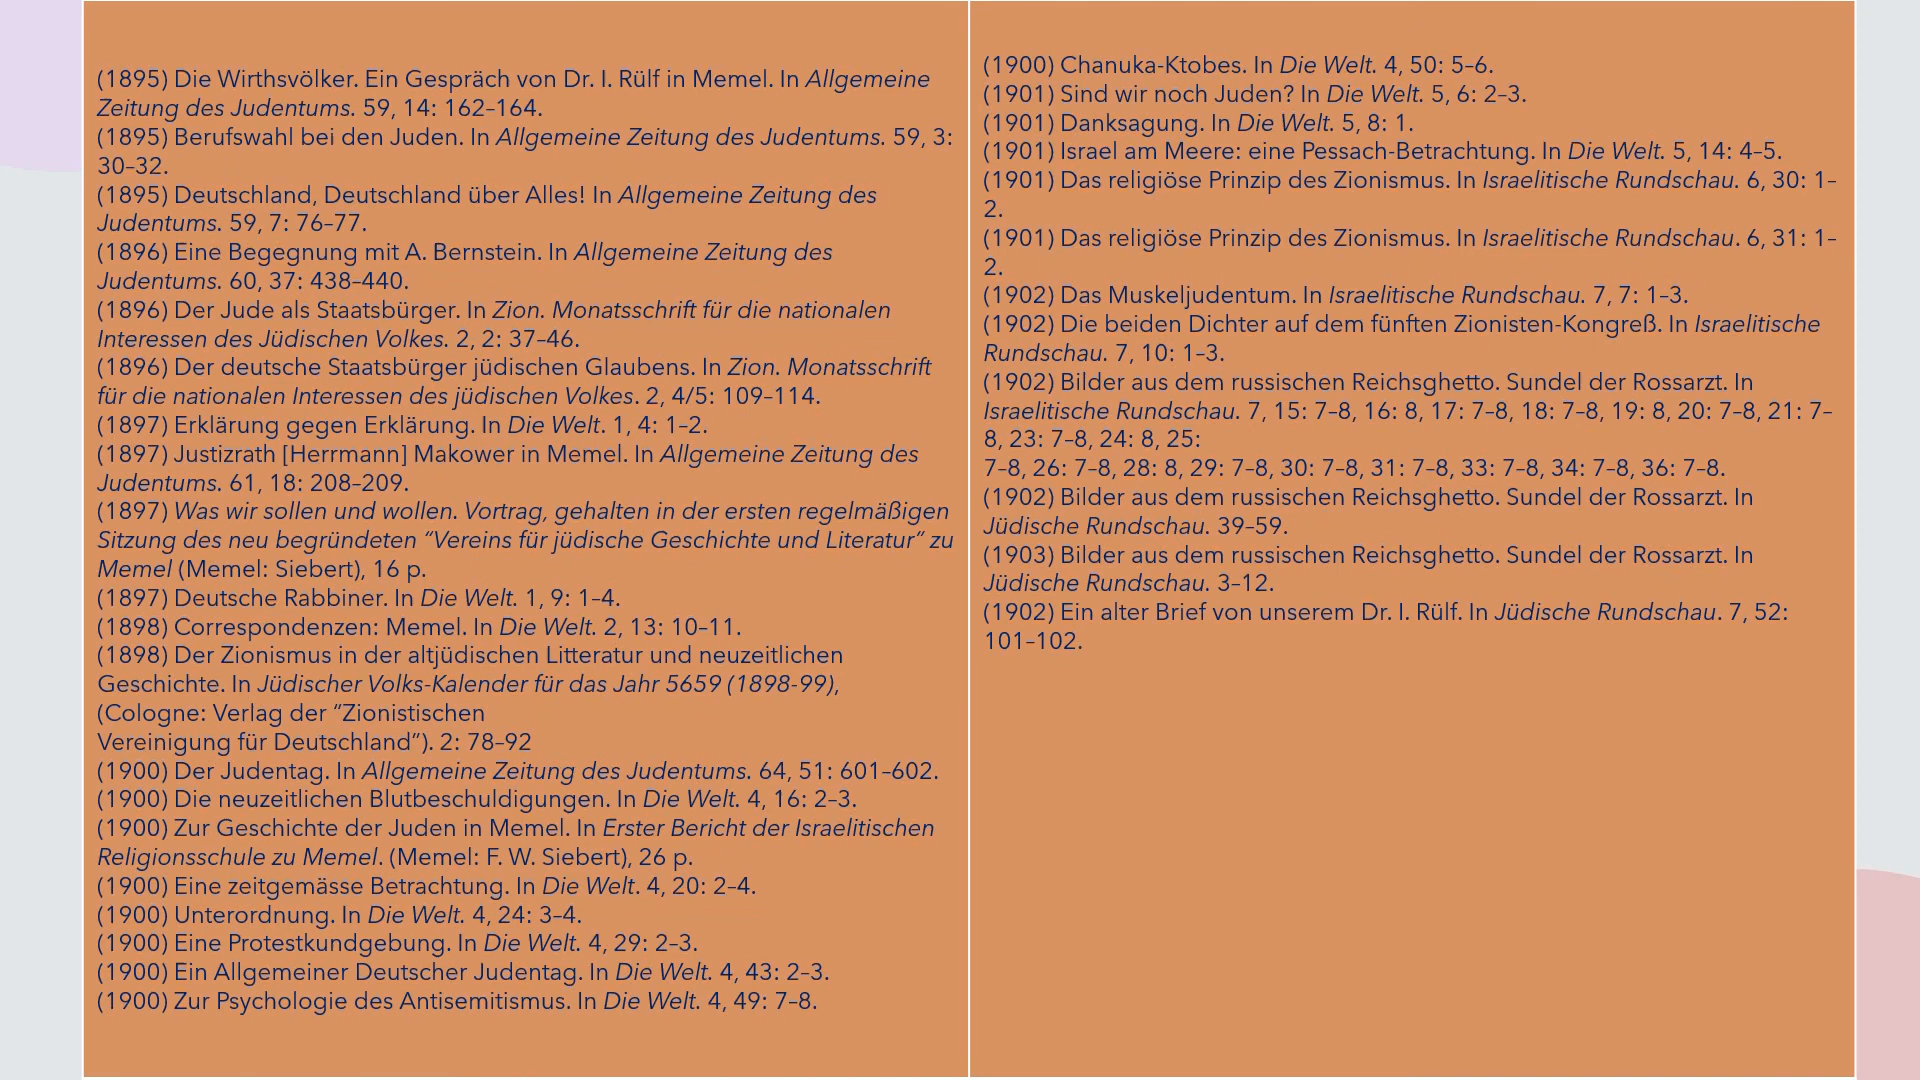 (1895) Die Wirthsvölker. Ein Gespräch von Dr. I. Rülf in Memel. In Allgemeine
Zeitung des Judentums. 59, 14: 162–164.
(1895) Berufswahl bei den Juden. In Allgemeine Zeitung des Judentums. 59, 3:
30–32.
(1895) Deutschland, Deutschland über Alles! In Allgemeine Zeitung des
Judentums. 59, 7: 76–77.
(1896) Eine Begegnung mit A. Bernstein. In Allgemeine Zeitung des
Judentums. 60, 37: 438–440.
(1896) Der Jude als Staatsbürger. In Zion. Monatsschrift für die nationalen
Interessen des Jüdischen Volkes. 2, 2: 37–46.
(1896) Der deutsche Staatsbürger jüdischen Glaubens. In Zion. Monatsschrift
für die nationalen Interessen des jüdischen Volkes. 2, 4/5: 109–114.
(1897) Erklärung gegen Erklärung. In Die Welt. 1, 4: 1–2.
(1897) Justizrath [Herrmann] Makower in Memel. In Allgemeine Zeitung des
Judentums. 61, 18: 208–209.
(1897) Was wir sollen und wollen. Vortrag, gehalten in der ersten regelmäßigen
Sitzung des neu begründeten “Vereins für jüdische Geschichte und Literatur” zu
Memel (Memel: Siebert), 16 p.
(1897) Deutsche Rabbiner. In Die Welt. 1, 9: 1–4.
(1898) Correspondenzen: Memel. In Die Welt. 2, 13: 10–11.
(1898) Der Zionismus in der altjüdischen Litteratur und neuzeitlichen
Geschichte. In Jüdischer Volks-Kalender für das Jahr 5659 (1898-99),
(Cologne: Verlag der “Zionistischen
Vereinigung für Deutschland”). 2: 78–92
(1900) Der Judentag. In Allgemeine Zeitung des Judentums. 64, 51: 601–602.
(1900) Die neuzeitlichen Blutbeschuldigungen. In Die Welt. 4, 16: 2–3.
(1900) Zur Geschichte der Juden in Memel. In Erster Bericht der Israelitischen
Religionsschule zu Memel. (Memel: F. W. Siebert), 26 p.
(1900) Eine zeitgemässe Betrachtung. In Die Welt. 4, 20: 2–4.
(1900) Unterordnung. In Die Welt. 4, 24: 3–4.
(1900) Eine Protestkundgebung. In Die Welt. 4, 29: 2–3.
(1900) Ein Allgemeiner Deutscher Judentag. In Die Welt. 4, 43: 2–3.
(1900) Zur Psychologie des Antisemitismus. In Die Welt. 4, 49: 7–8.
(1900) Chanuka-Ktobes. In Die Welt. 4, 50: 5–6.
(1901) Sind wir noch Juden? In Die Welt. 5, 6: 2–3.
(1901) Danksagung. In Die Welt. 5, 8: 1.
(1901) Israel am Meere: eine Pessach-Betrachtung. In Die Welt. 5, 14: 4–5.
(1901) Das religiöse Prinzip des Zionismus. In Israelitische Rundschau. 6, 30: 1–
2.
(1901) Das religiöse Prinzip des Zionismus. In Israelitische Rundschau. 6, 31: 1–
2.
(1902) Das Muskeljudentum. In Israelitische Rundschau. 7, 7: 1–3.
(1902) Die beiden Dichter auf dem fünften Zionisten-Kongreß. In Israelitische
Rundschau. 7, 10: 1–3.
(1902) Bilder aus dem russischen Reichsghetto. Sundel der Rossarzt. In
Israelitische Rundschau. 7, 15: 7–8, 16: 8, 17: 7–8, 18: 7–8, 19: 8, 20: 7–8, 21: 7–
8, 23: 7–8, 24: 8, 25:
7–8, 26: 7–8, 28: 8, 29: 7–8, 30: 7–8, 31: 7–8, 33: 7–8, 34: 7–8, 36: 7–8.
(1902) Bilder aus dem russischen Reichsghetto. Sundel der Rossarzt. In
Jüdische Rundschau. 39–59.
(1903) Bilder aus dem russischen Reichsghetto. Sundel der Rossarzt. In
Jüdische Rundschau. 3–12.
(1902) Ein alter Brief von unserem Dr. I. Rülf. In Jüdische Rundschau. 7, 52:
101–102.